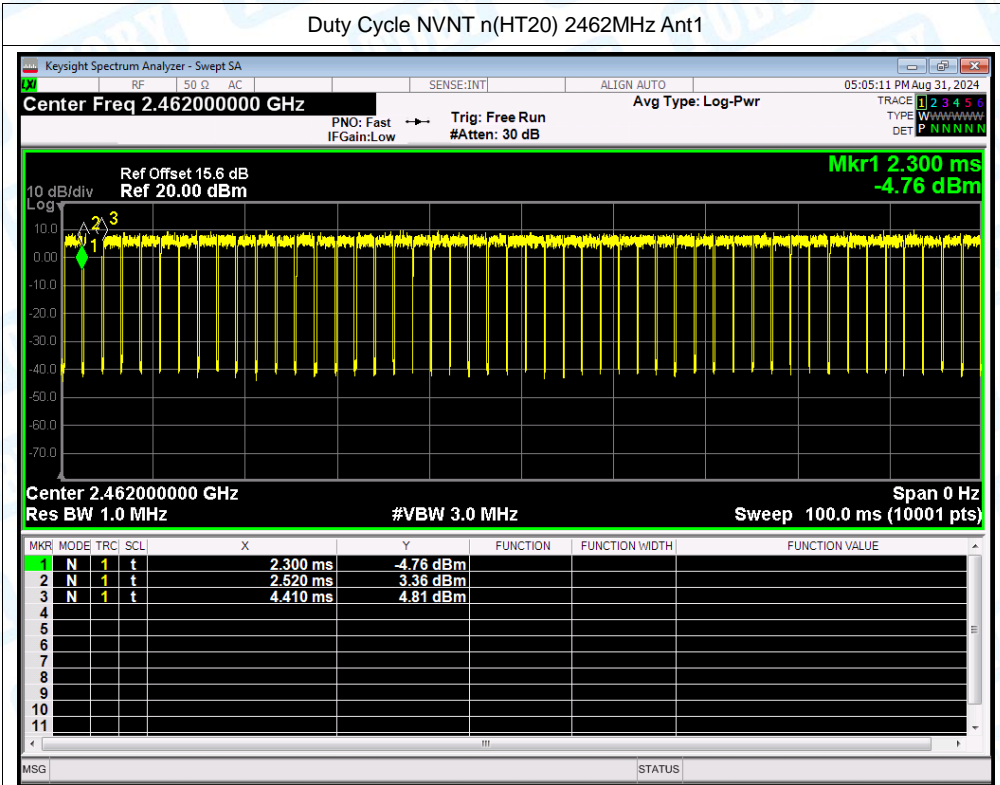 Duty Cycle NVNT n(HT20) 2462MHz Ant1
Keysight Spectrum Analyzer - Swept SA
LXI RF 50 Ω AC SENSE:INT ALIGN AUTO 05:05:11 PM Aug 31, 2024
Center Freq 2.462000000 GHz Avg Type: Log-Pwr TRACE 1 2 3 4 5 6
PNO: Fast Trig: Free Run TYPE WWWWWW
IFGain:Low #Atten: 30 dB DET P N N N N N
Mkr1 2.300 ms
Ref Offset 15.6 dB
10 dB/div Ref 20.00 dBm -4.76 dBm
Log
2 3
10.0
1
0.00
-10.0
-20.0
-30.0
-40.0
-50.0
-60.0
-70.0
Center 2.462000000 GHz Span 0 Hz
Res BW 1.0 MHz #VBW 3.0 MHz Sweep 100.0 ms (10001 pts)
MKR MODE TRC SCL X Y FUNCTION FUNCTION WIDTH FUNCTION VALUE
1 N 1 t 2.300 ms -4.76 dBm
2 N 1 t 2.520 ms 3.36 dBm
3 N 1 t 4.410 ms 4.81 dBm
4
5
6
7
8
9
10
11
MSG STATUS